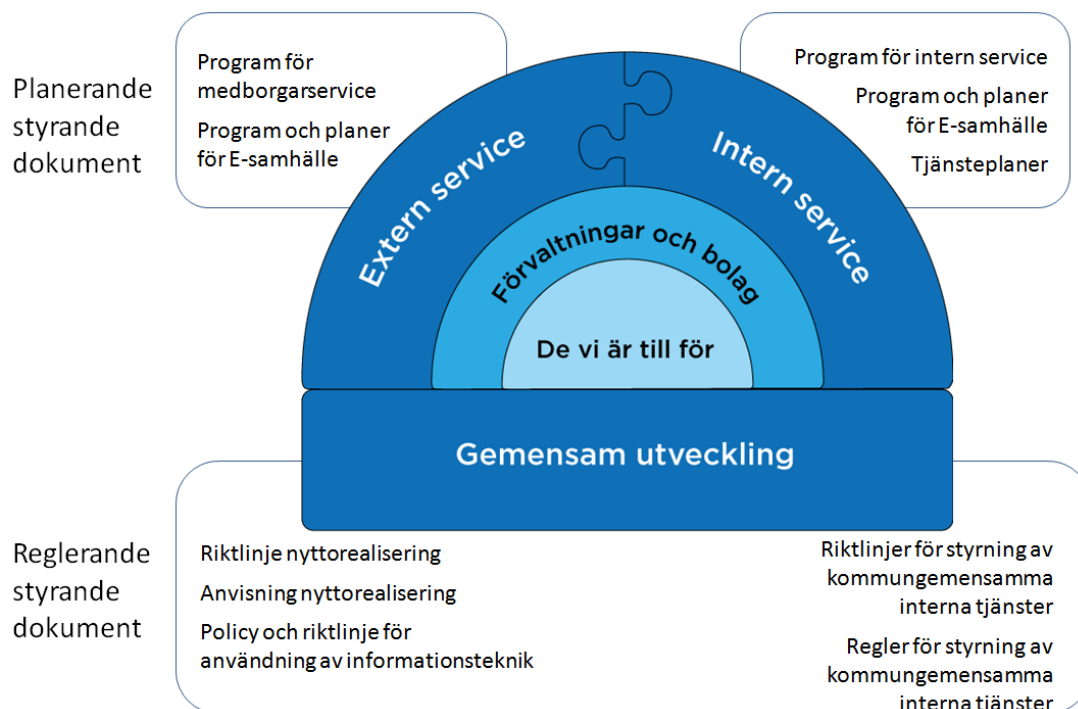 Planerande
styrande
dokument
Program för
medborgarservice
Program och planer
för E-samhälle
Program för intern service
Program och planer
för E-samhälle
Tjänsteplaner
Extern service
Intern service
Förvaltningar och bolag
De vi är till för
Gemensam utveckling
Reglerande
styrande
dokument
Riktlinje nyttorealisering
Anvisning nyttorealisering
Policy och riktlinje för
användning av informationsteknik
Riktlinjer för styrning av
kommungemensamma
interna tjänster
Regler för styrning av
kommungemensamma
interna tjänster